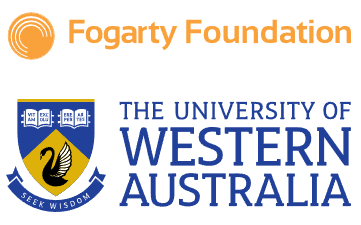 Fogarty Foundation
THE UNIVERSITY OF
WESTERN
AUSTRALIA
SEEK WISDOM